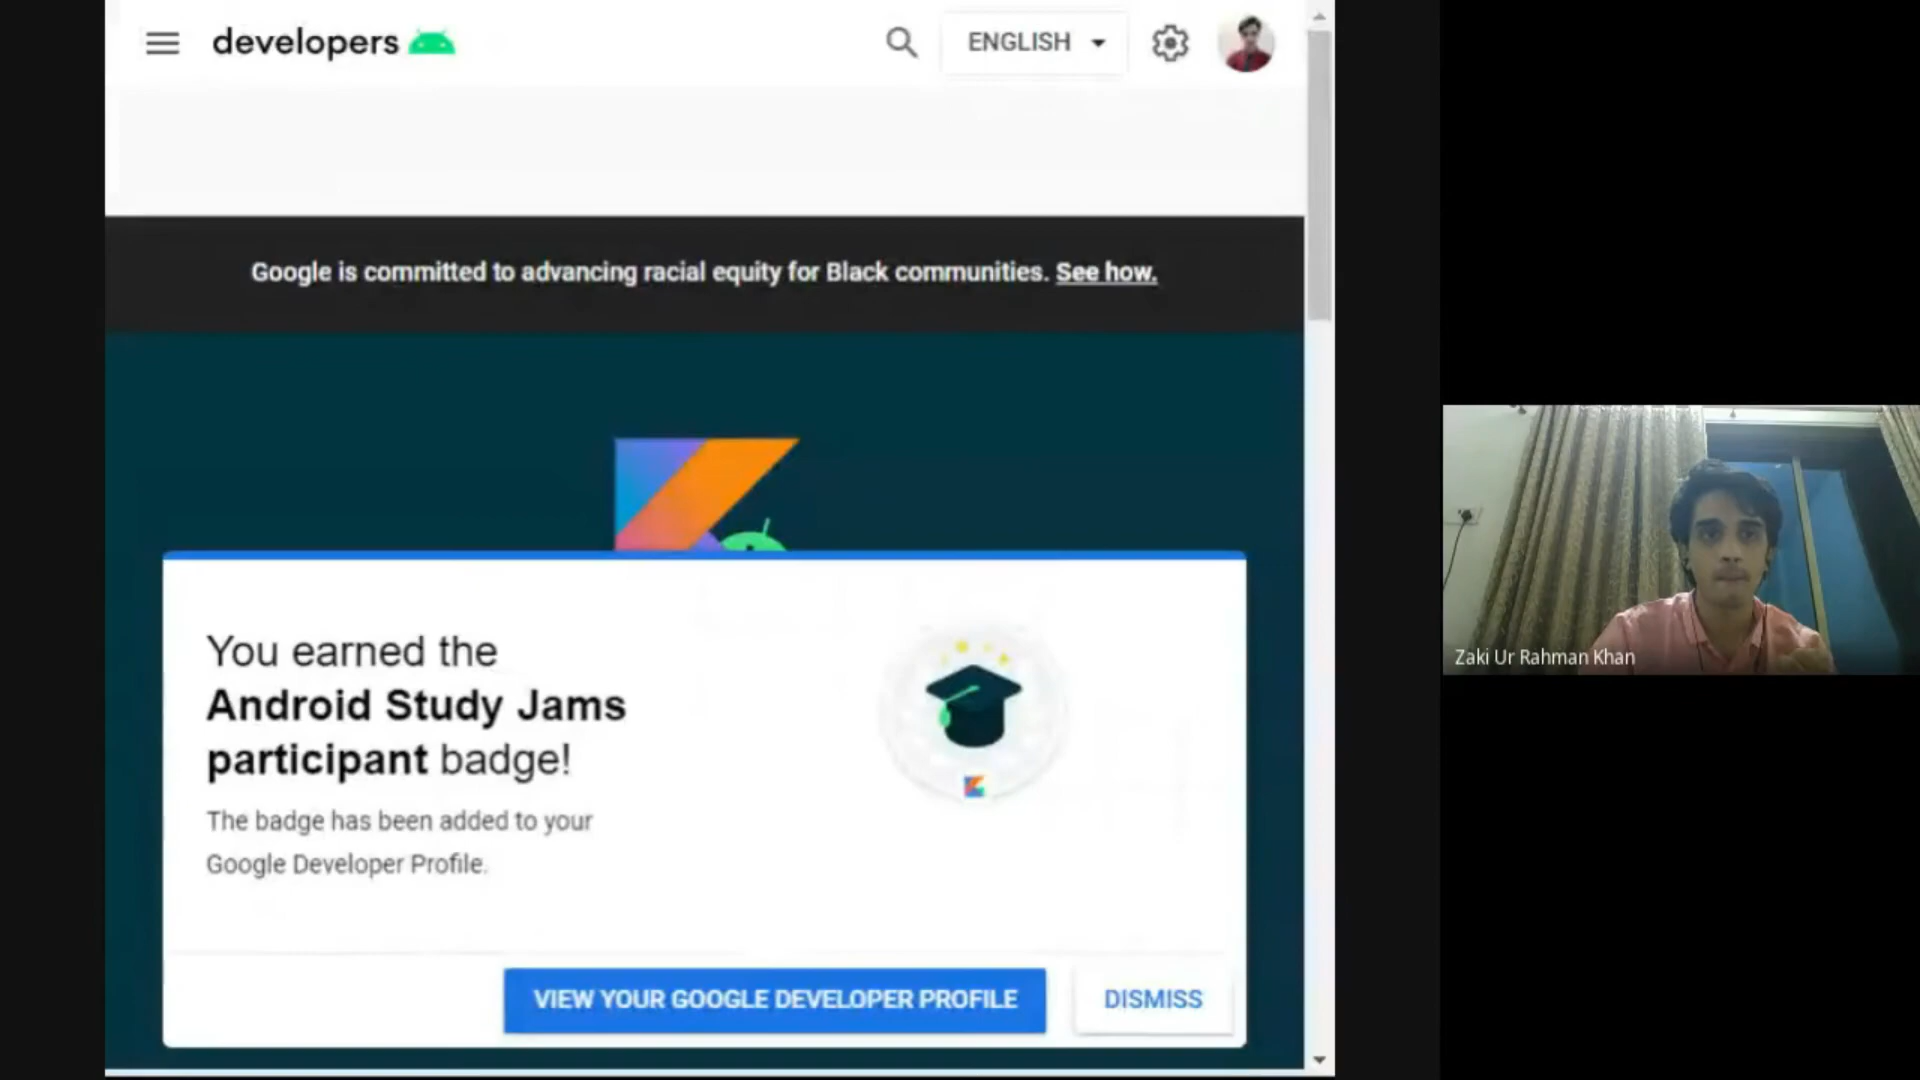 developers
ENGLISH
Google is committed to advancing racial equity for Black communities. See how.
You earned the
Android Study Jams
participant badge!
The badge has been added to your
Google Developer Profile.
VIEW YOUR GOOGLE DEVELOPER PROFILE
DISMISS
Zaki Ur Rahman Khan